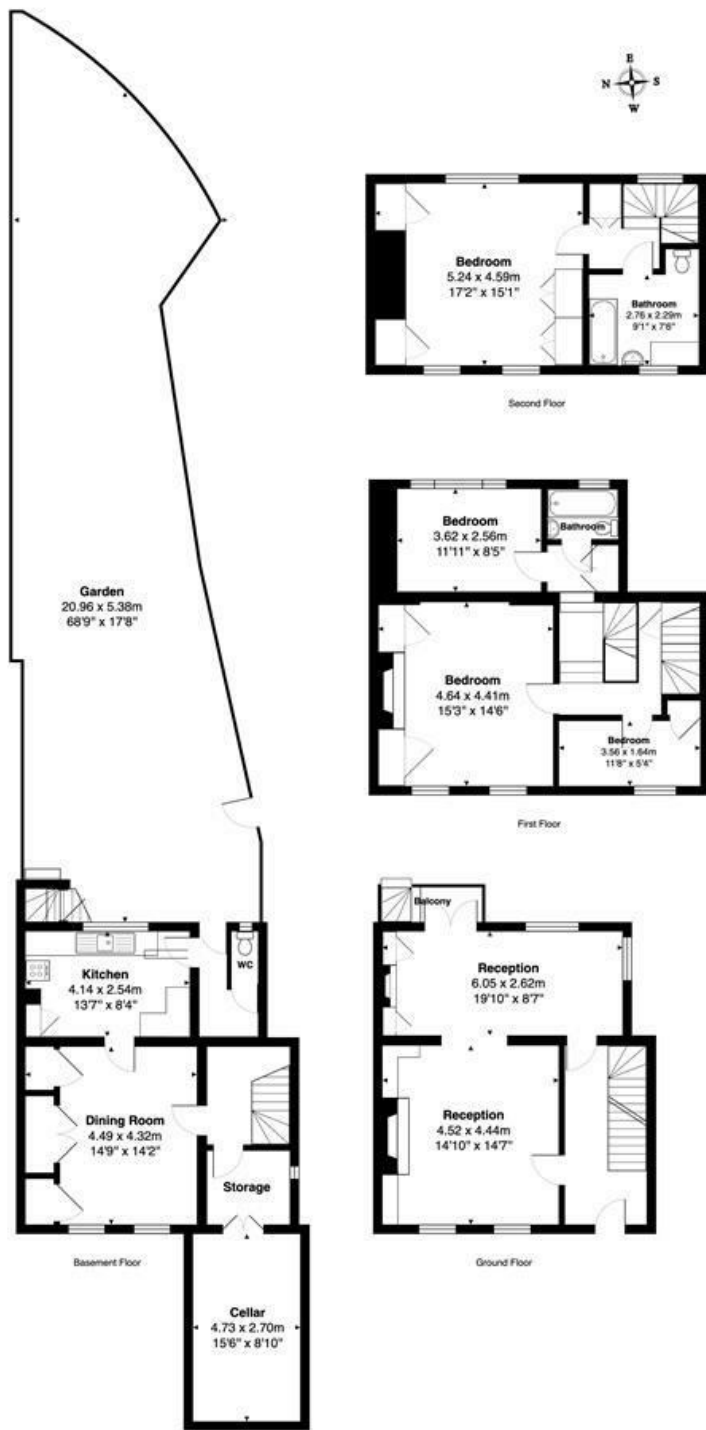 E
N
S
W
Bedroom
5.24 x 4.59m
17'2" x 15'1"
Bathroom
2.76 x 2.29m
9'1" x 7'6"
Second Floor
Bedroom
3.62 x 2.56m
11'11" x 8'5"
Bathroom
Bedroom
4.64 x 4.41m
15'3" x 14'6"
Bedroom
3.56 x 1.64m
11'8" x 5'4"
First Floor
Garden
20.96 x 5.38m
68'9" x 17'8"
Kitchen
4.14 x 2.54m
13'7" x 8'4"
WC
Dining Room
4.49 x 4.32m
14'9" x 14'2"
Storage
Basement Floor
Cellar
4.73 x 2.70m
15'6" x 8'10"
Balcony
Reception
6.05 x 2.62m
19'10" x 8'7"
Reception
4.52 x 4.44m
14'10" x 14'7"
Ground Floor